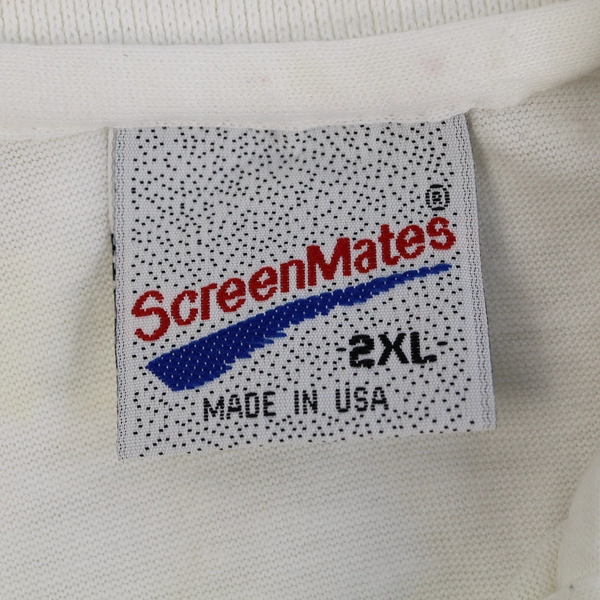 ®
ScreenMates
-2XL-
MADE IN USA